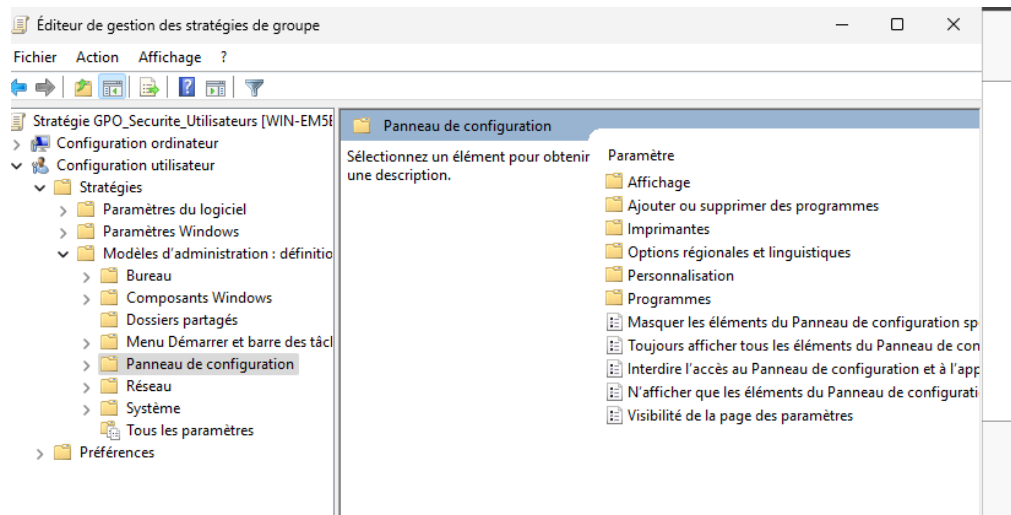 Éditeur de gestion des stratégies de groupe
Fichier Action Affichage ?
Stratégie GPO_Securite_Utilisateurs [WIN-EM5E
Configuration ordinateur
Configuration utilisateur
Stratégies
Paramètres du logiciel
Paramètres Windows
Modèles d'administration : définitio
Bureau
Composants Windows
Dossiers partagés
Menu Démarrer et barre des tâcl
Panneau de configuration
Réseau
Système
Tous les paramètres
Préférences
Panneau de configuration
Sélectionnez un élément pour obtenir
une description.
Paramètre
Affichage
Ajouter ou supprimer des programmes
Imprimantes
Options régionales et linguistiques
Personnalisation
Programmes
Masquer les éléments du Panneau de configuration sp
Toujours afficher tous les éléments du Panneau de con
Interdire l'accès au Panneau de configuration et à l'app
N'afficher que les éléments du Panneau de configurati
Visibilité de la page des paramètres